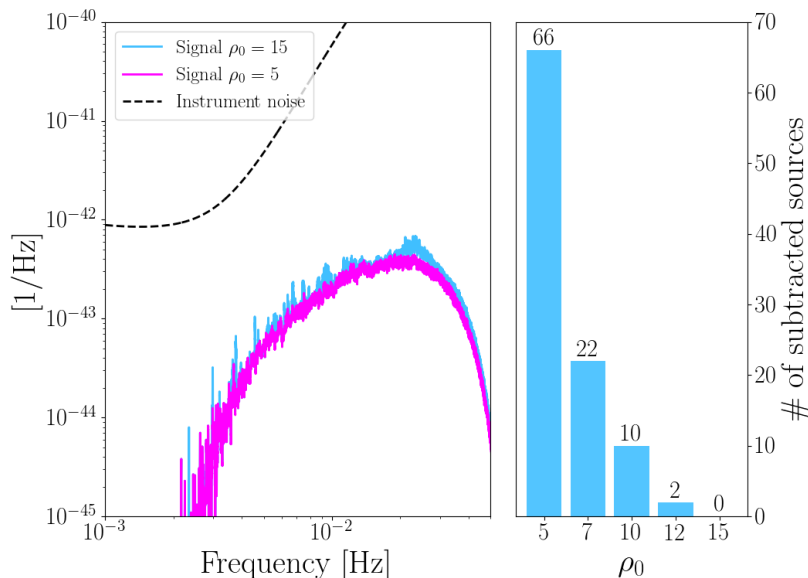 10⁻⁴⁰
10⁻⁴¹
10⁻⁴²
10⁻⁴³
10⁻⁴⁴
10⁻⁴⁵
[1/Hz]
Signal ρ₀ = 15
Signal ρ₀ = 5
Instrument noise
10⁻³
10⁻²
Frequency [Hz]
66
22
10
2
0
5 7 10 12 15
ρ₀
70
60
50
40
30
20
10
0
# of subtracted sources